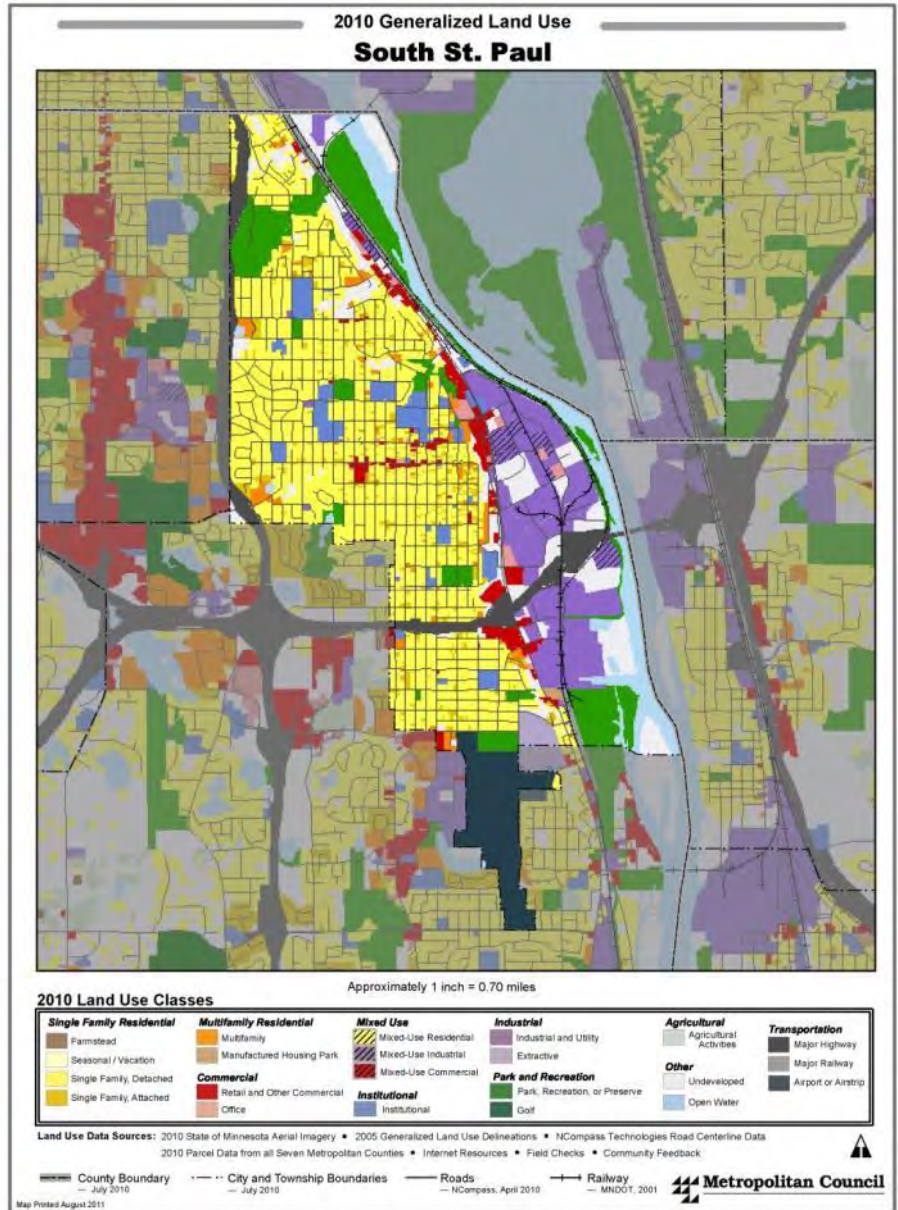 2010 Generalized Land Use
South St. Paul
Approximately 1 inch = 0.70 miles
2010 Land Use Classes
Single Family Residential
Farmstead
Seasonal / Vacation
Single Family, Detached
Single Family, Attached
Multifamily Residential
Multifamily
Manufactured Housing Park
Commercial
Retail and Other Commercial
Office
Mixed Use
Mixed-Use Residential
Mixed-Use Industrial
Mixed-Use Commercial
Institutional
Institutional
Industrial
Industrial and Utility
Extractive
Park and Recreation
Park, Recreation, or Preserve
Golf
Agricultural
Agricultural
Activities
Other
Undeveloped
Open Water
Transportation
Major Highway
Major Railway
Airport or Airstrip
Land Use Data Sources: 2010 State of Minnesota Aerial Imagery • 2005 Generalized Land Use Delineations • NCompass Technologies Road Centerline Data
2010 Parcel Data from all Seven Metropolitan Counties • Internet Resources • Field Checks • Community Feedback
County Boundary
— July 2010
City and Township Boundaries
— July 2010
Roads
— NCompass, April 2010
Railway
— MNDOT, 2001
Metropolitan Council
Map Printed August 2011